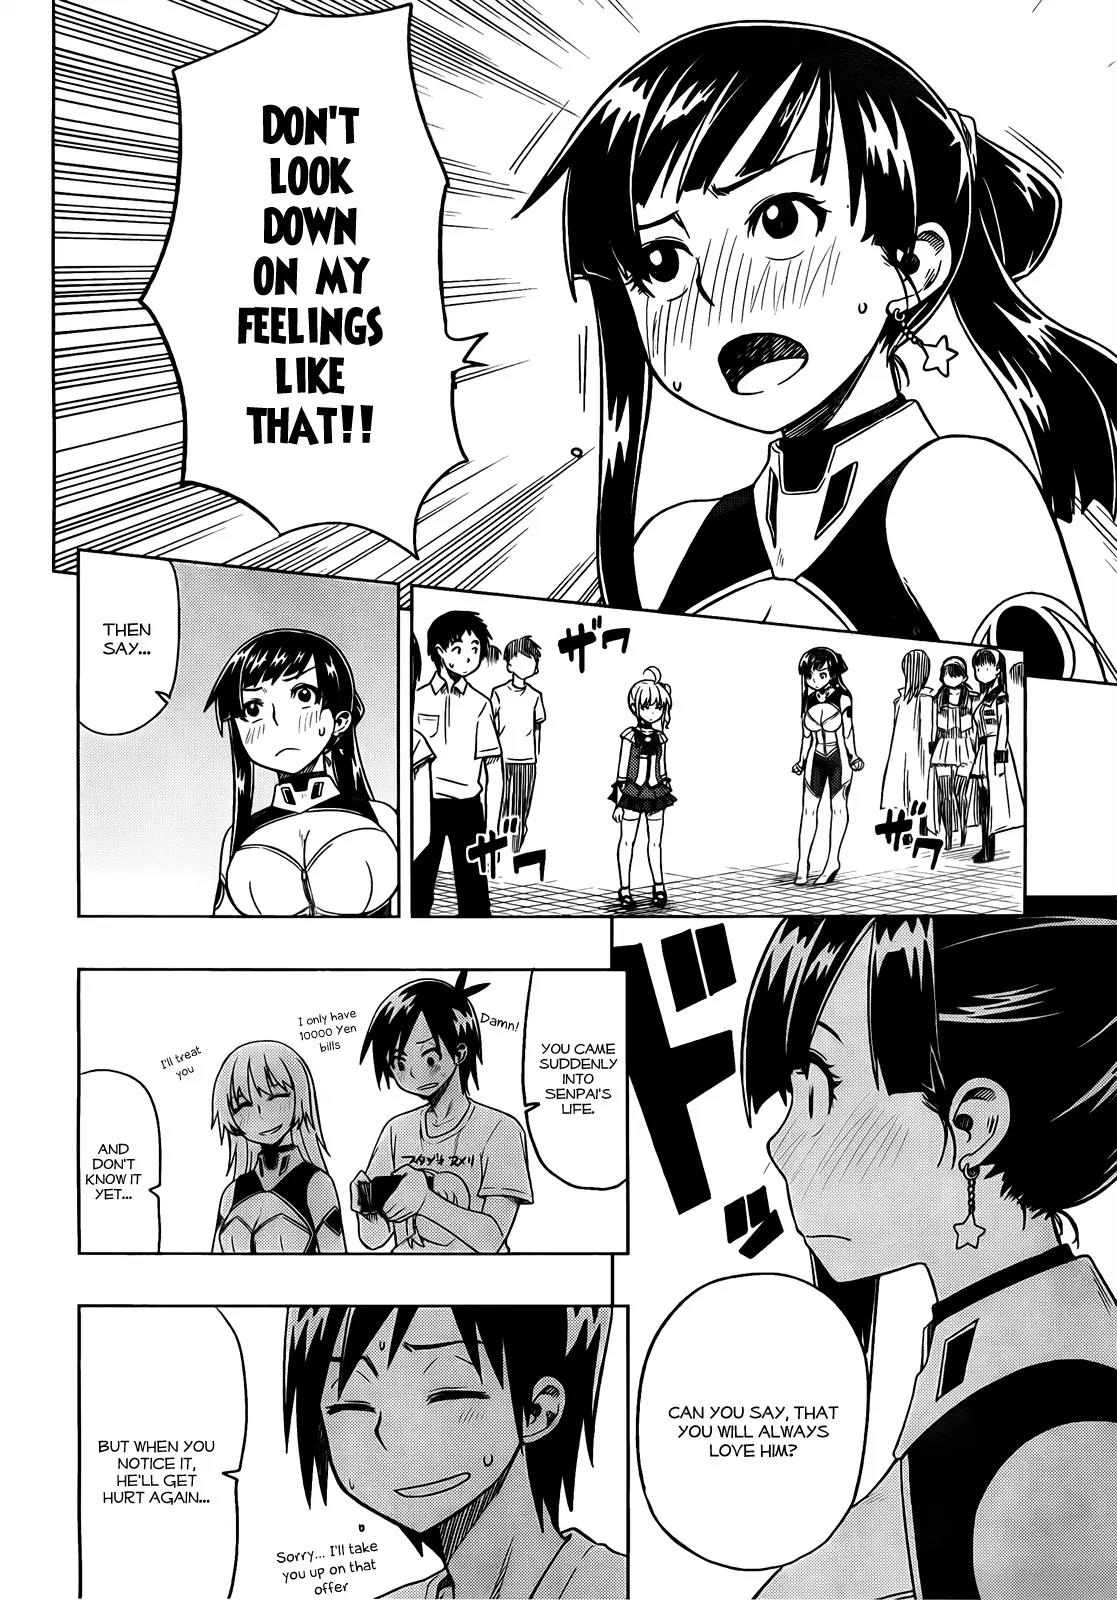 DON'T
LOOK
DOWN
ON MY
FEELINGS
LIKE
THAT!!
ザワ
ザワ
ザワ
THEN
SAY...
ドドッ
CAN YOU SAY, THAT
YOU WILL ALWAYS
LOVE HIM?
YOU CAME
SUDDENLY
INTO
SENPAI'S
LIFE.
Damn!
I only have
10000 Yen
bills
I'll treat
you
AND
DON'T
KNOW IT
YET...
BUT WHEN YOU
NOTICE IT,
HE'LL GET
HURT AGAIN...
Sorry... I'll take
you up on that
offer